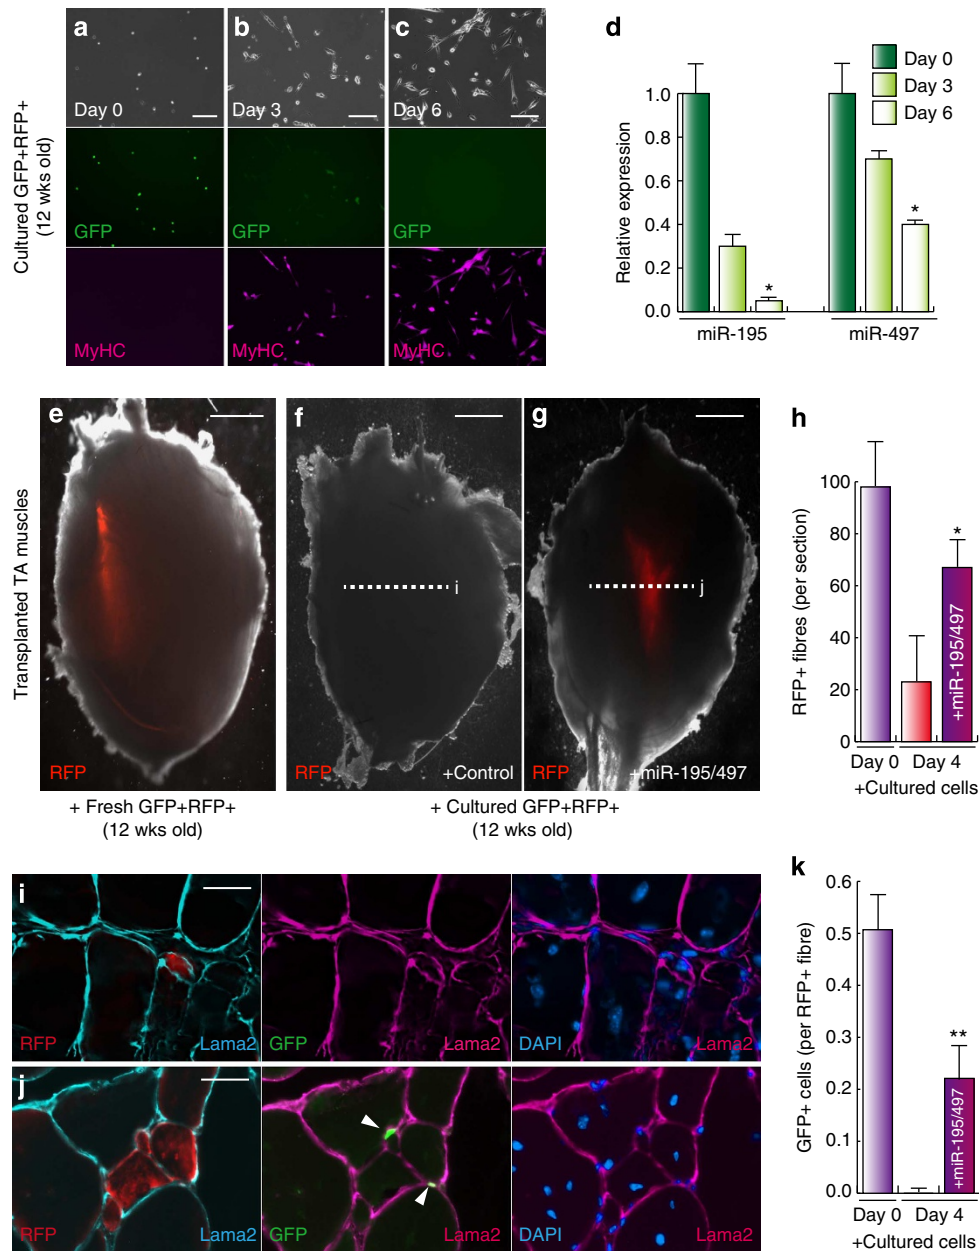 a
b
c
Day 0
Day 3
Day 6
GFP
GFP
GFP
MyHC
MyHC
MyHC
Cultured GFP+RFP+
(12 wks old)
d
Day 0
Day 3
Day 6
Relative expression
1.0
0.8
0.6
0.4
0.2
0.0
*
*
miR-195
miR-497
e
f
g
i
j
RFP
RFP
+Control
RFP
+miR-195/497
Transplanted TA muscles
+ Fresh GFP+RFP+
(12 wks old)
+ Cultured GFP+RFP+
(12 wks old)
h
RFP+ fibres (per section)
100
80
60
40
20
0
*
+miR-195/497
Day 0
Day 4
+Cultured cells
i
RFP
Lama2
GFP
Lama2
DAPI
Lama2
j
RFP
Lama2
GFP
Lama2
DAPI
Lama2
k
GFP+ cells (per RFP+ fibre)
0.6
0.5
0.4
0.3
0.2
0.1
0.0
**
+miR-195/497
Day 0
Day 4
+Cultured cells